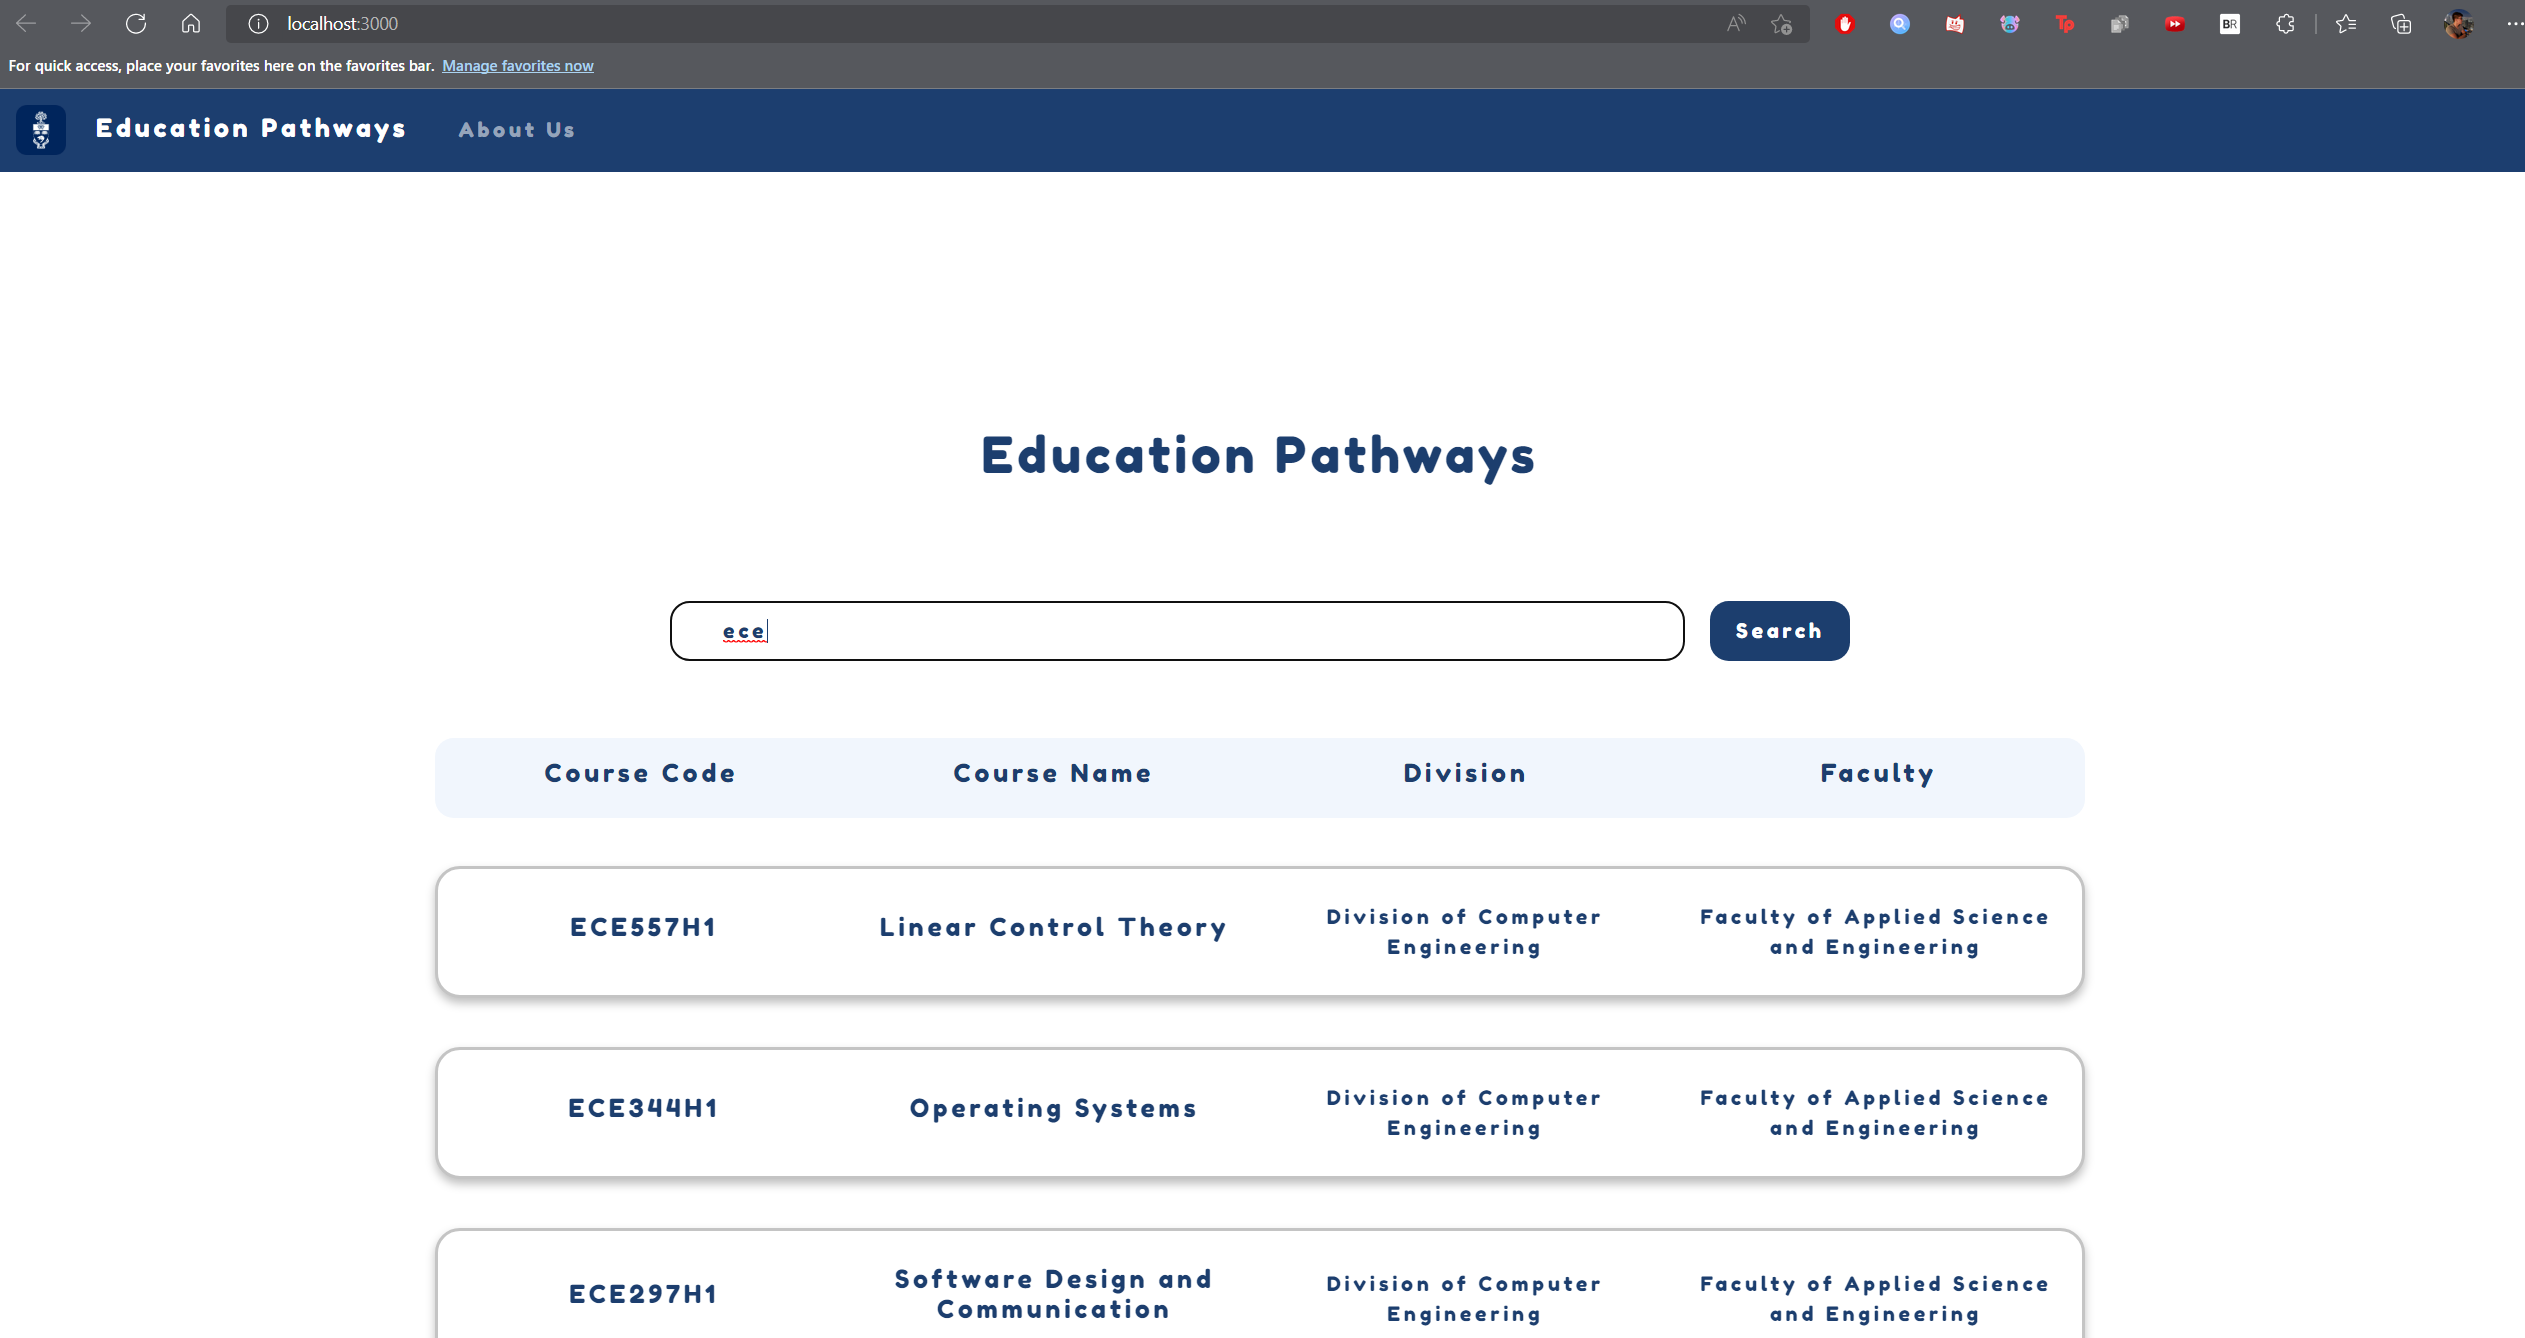 localhost:3000
For quick access, place your favorites here on the favorites bar. Manage favorites now
Education Pathways About Us
Education Pathways
ece Search
Course Code Course Name Division Faculty
ECE557H1 Linear Control Theory Division of Computer Engineering Faculty of Applied Science and Engineering
ECE344H1 Operating Systems Division of Computer Engineering Faculty of Applied Science and Engineering
ECE297H1 Software Design and Communication Division of Computer Engineering Faculty of Applied Science and Engineering